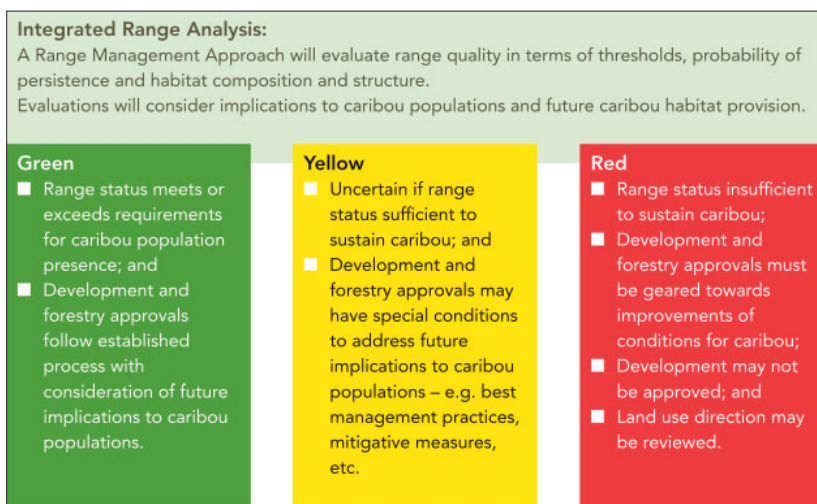 Integrated Range Analysis:
A Range Management Approach will evaluate range quality in terms of thresholds, probability of
persistence and habitat composition and structure.
Evaluations will consider implications to caribou populations and future caribou habitat provision.
Green
■ Range status meets or
exceeds requirements
for caribou population
presence; and
■ Development and
forestry approvals
follow established
process with
consideration of future
implications to caribou
populations.
Yellow
■ Uncertain if range
status sufficient to
sustain caribou; and
■ Development and
forestry approvals may
have special conditions
to address future
implications to caribou
populations – e.g. best
management practices,
mitigative measures,
etc.
Red
■ Range status insufficient
to sustain caribou;
■ Development and
forestry approvals must
be geared towards
improvements of
conditions for caribou;
■ Development may not
be approved; and
■ Land use direction may
be reviewed.